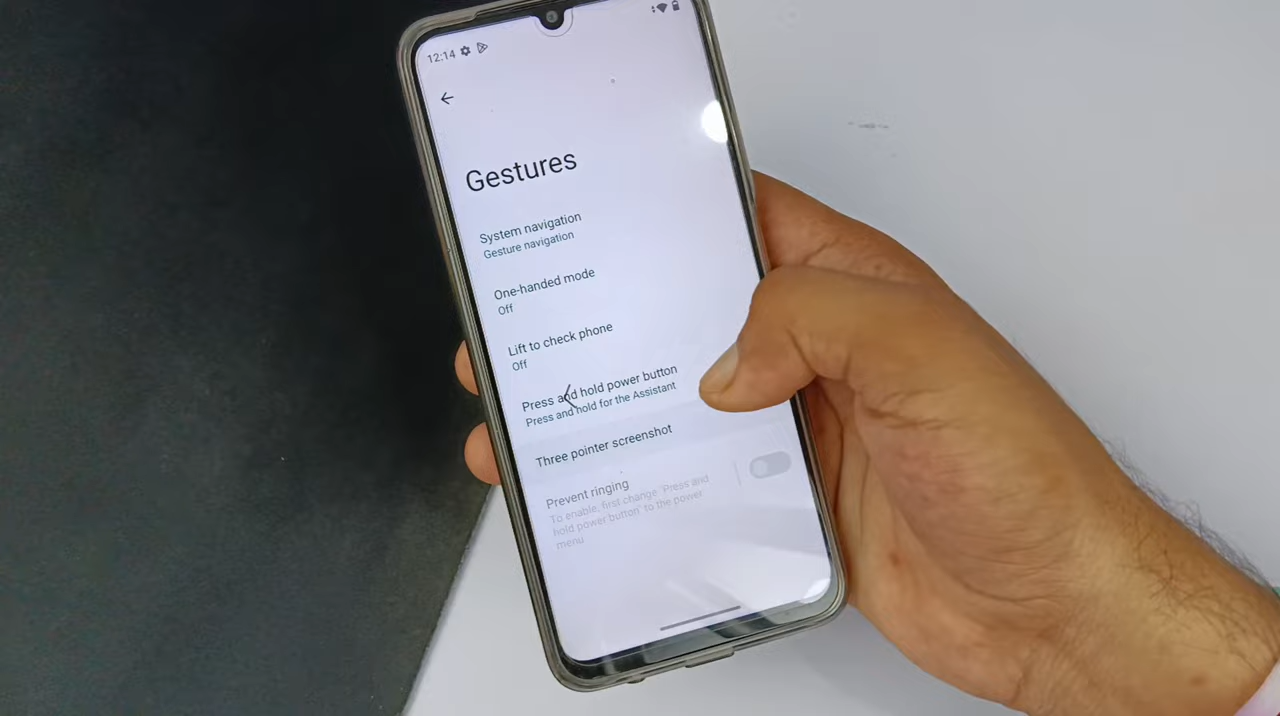 12:14
Gestures
System navigation
Gesture navigation
One-handed mode
Off
Lift to check phone
Off
Press and hold power button
Press and hold for the Assistant
Three pointer screenshot
Prevent ringing
To enable, first change 'Press and
hold power button' to the power
menu